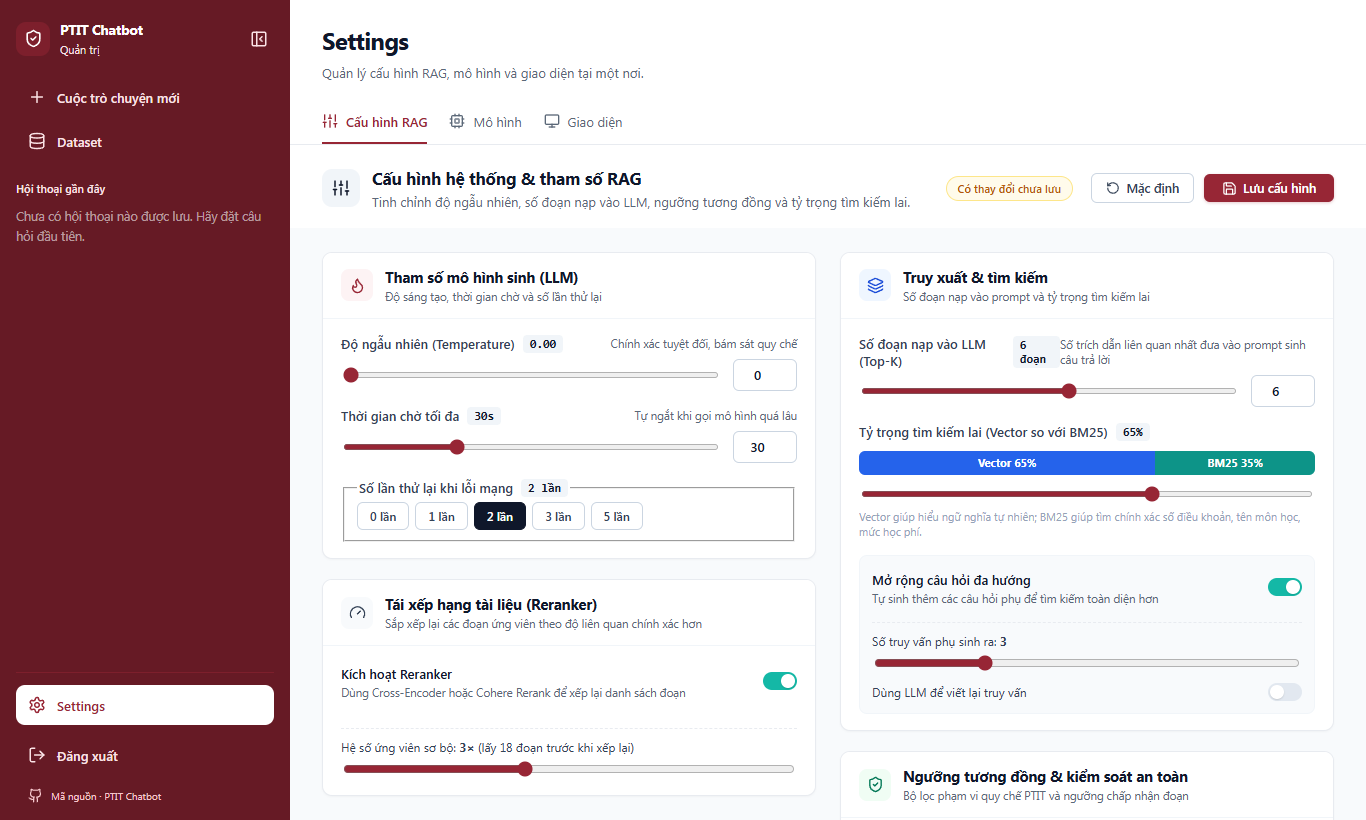 PTIT Chatbot
Quản trị
Cuộc trò chuyện mới
Dataset
Hội thoại gần đây
Chưa có hội thoại nào được lưu. Hãy đặt câu
hỏi đầu tiên.
Settings
Đăng xuất
Mã nguồn · PTIT Chatbot
Settings
Quản lý cấu hình RAG, mô hình và giao diện tại một nơi.
Cấu hình RAG
Mô hình
Giao diện
Cấu hình hệ thống & tham số RAG
Tinh chỉnh độ ngẫu nhiên, số đoạn nạp vào LLM, ngưỡng tương đồng và tỷ trọng tìm kiếm lai.
Có thay đổi chưa lưu
Mặc định
Lưu cấu hình
Tham số mô hình sinh (LLM)
Độ sáng tạo, thời gian chờ và số lần thử lại
Độ ngẫu nhiên (Temperature) 0.00
Chính xác tuyệt đối, bám sát quy chế
0
Thời gian chờ tối đa 30s
Tự ngắt khi gọi mô hình quá lâu
30
Số lần thử lại khi lỗi mạng 2 lần
0 lần
1 lần
2 lần
3 lần
5 lần
Tái xếp hạng tài liệu (Reranker)
Sắp xếp lại các đoạn ứng viên theo độ liên quan chính xác hơn
Kích hoạt Reranker
Dùng Cross-Encoder hoặc Cohere Rerank để xếp lại danh sách đoạn
Hệ số ứng viên sơ bộ: 3× (lấy 18 đoạn trước khi xếp lại)
Truy xuất & tìm kiếm
Số đoạn nạp vào prompt và tỷ trọng tìm kiếm lai
Số đoạn nạp vào LLM
(Top-K)
6
đoạn
Số trích dẫn liên quan nhất đưa vào prompt sinh
câu trả lời
6
Tỷ trọng tìm kiếm lai (Vector so với BM25) 65%
Vector 65%
BM25 35%
Vector giúp hiểu ngữ nghĩa tự nhiên; BM25 giúp tìm chính xác số điều khoản, tên môn học,
mức học phí.
Mở rộng câu hỏi đa hướng
Tự sinh thêm các câu hỏi phụ để tìm kiếm toàn diện hơn
Số truy vấn phụ sinh ra: 3
Dùng LLM để viết lại truy vấn
Ngưỡng tương đồng & kiểm soát an toàn
Bộ lọc phạm vi quy chế PTIT và ngưỡng chấp nhận đoạn